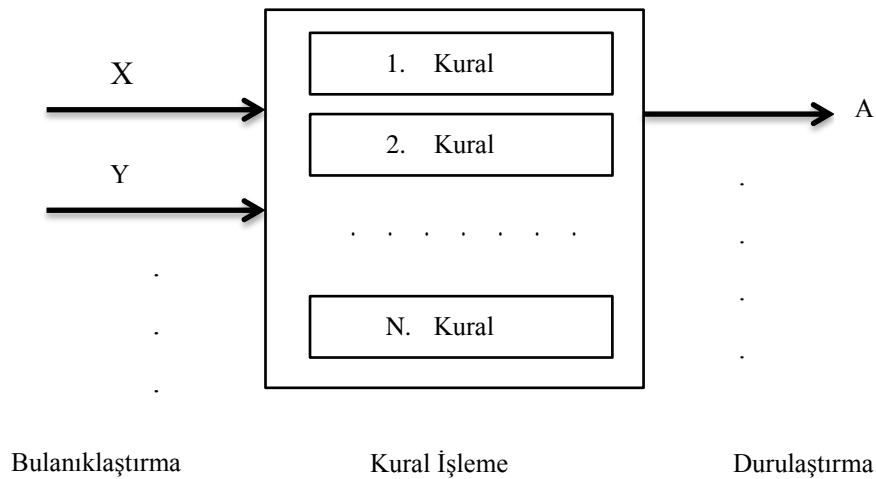 X
Y
1. Kural
2. Kural
. . . . . . .
N. Kural
A
Bulanıklaştırma
Kural İşleme
Durulaştırma